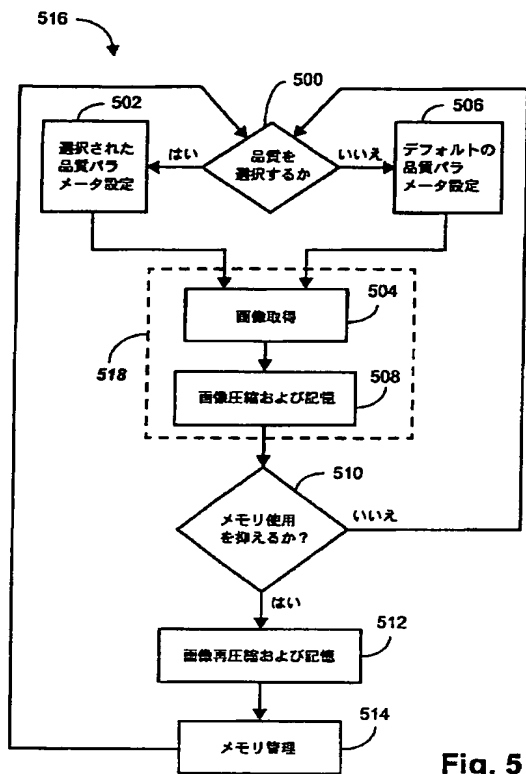 516
500
502
506
選択された
品質パラ
メータ設定
はい
品質を
選択するか
いいえ
デフォルトの
品質パラ
メータ設定
504
画像取得
518
508
画像圧縮および記憶
510
メモリ使用
を抑えるか？
いいえ
はい
512
画像再圧縮および記憶
514
メモリ管理
Fig. 5